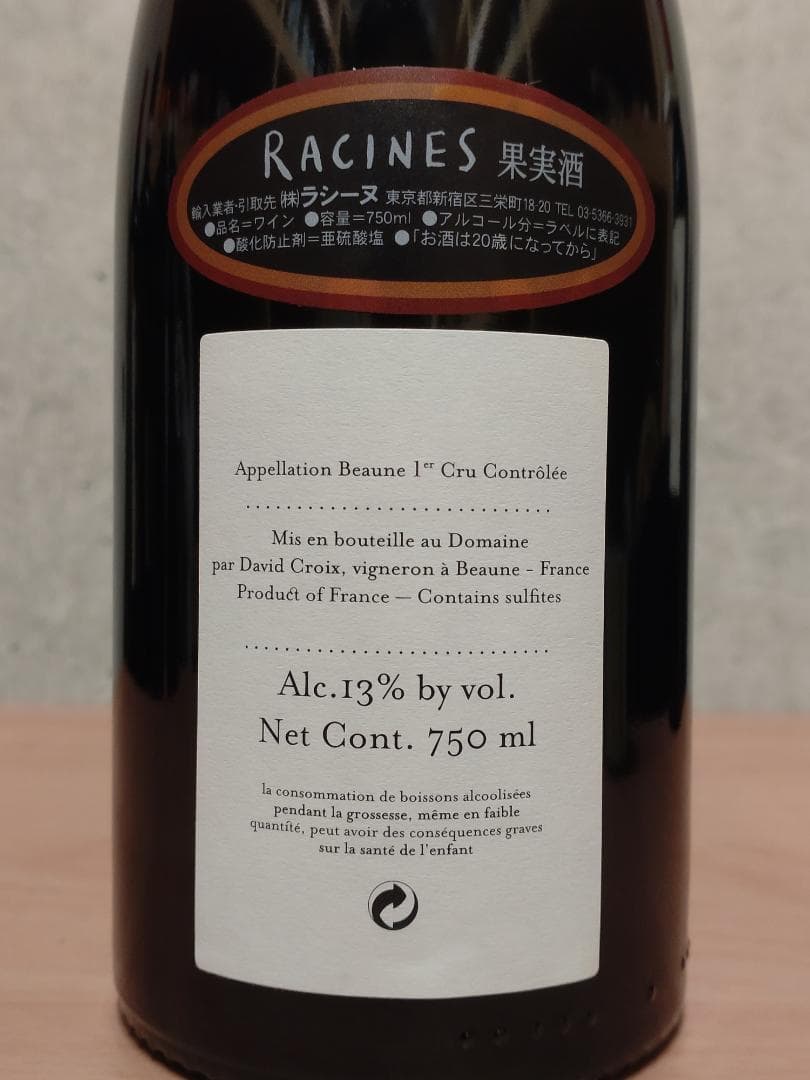 RACINES 果実酒
輸入業者・引取先 ㈱ラシーヌ 東京都新宿区三栄町18-20 TEL 03-5366-3931
●品名=ワイン ●容量=750ml ●アルコール分=ラベルに表記
●酸化防止剤=亜硫酸塩 ●「お酒は20歳になってから」
Appellation Beaune 1er Cru Contrôlée
Mis en bouteille au Domaine
par David Croix, vigneron à Beaune - France
Product of France — Contains sulfites
Alc.13% by vol.
Net Cont. 750 ml
la consommation de boissons alcoolisées
pendant la grossesse, même en faible
quantité, peut avoir des conséquences graves
sur la santé de l'enfant